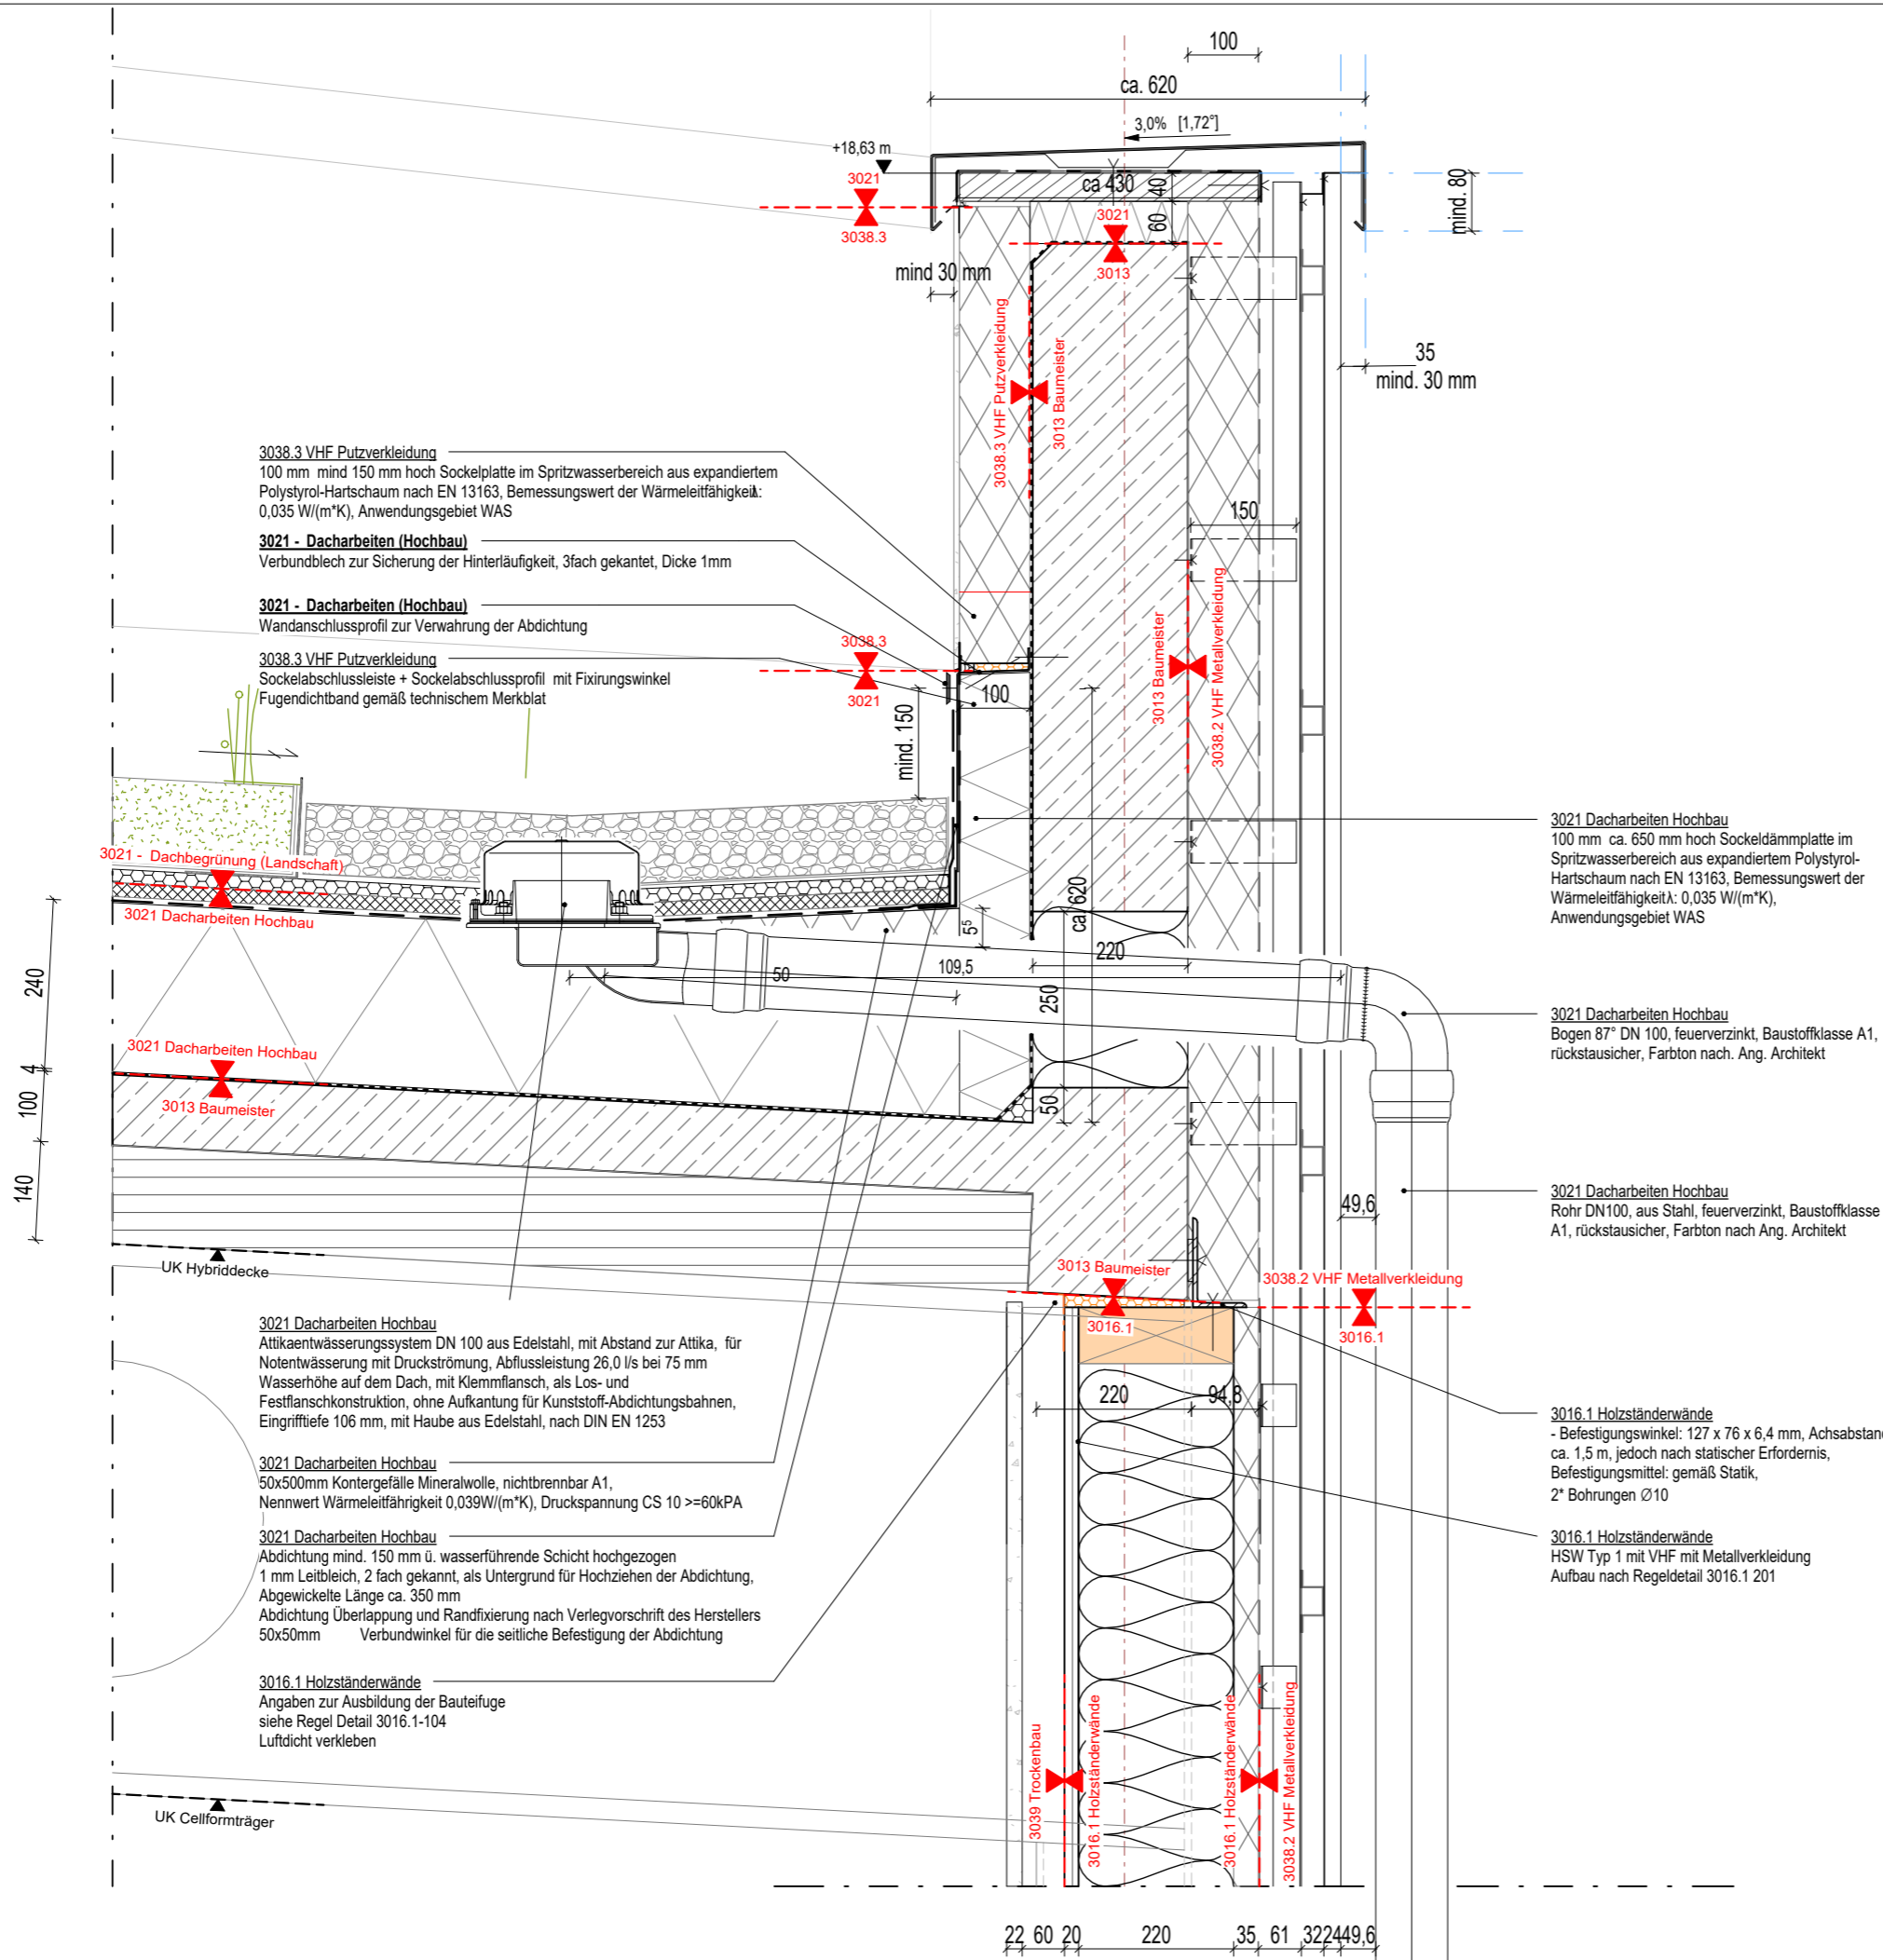 100
ca. 620
3,0%   [1,72°]
+18,63 m
3021
3038.3
ca 430
40
60
mind. 80
3021
3013
mind 30 mm
35
mind. 30 mm
3038.3 VHF Putzverkleidung
3013 Baumeister
3038.3 VHF Putzverkleidung
100 mm  mind 150 mm hoch Sockelplatte im Spritzwasserbereich aus expandiertem
Polystyrol-Hartschaum nach EN 13163, Bemessungswert der Wärmeleitfähigkeitλ:
0,035 W/(m*K), Anwendungsgebiet WAS
3021 -  Dacharbeiten (Hochbau)
Verbundblech zur Sicherung der Hinterläufigkeit, 3fach gekantet, Dicke 1mm
3021 -  Dacharbeiten (Hochbau)
Wandanschlussprofil zur Verwahrung der Abdichtung
3038.3 VHF Putzverkleidung
Sockelabschlussleiste + Sockelabschlussprofil  mit Fixirungswinkel
Fugendichtband gemäß technischem Merkblat
150
3013 Baumeister
3038.2 VHF Metallverkleidung
3038.3
3021
100
mind. 150
3021 Dacharbeiten Hochbau
100 mm  ca. 650 mm hoch Sockeldämmplatte im
Spritzwasserbereich aus expandiertem Polystyrol-
Hartschaum nach EN 13163, Bemessungswert der
Wärmeleitfähigkeitλ: 0,035 W/(m*K),
Anwendungsgebiet WAS
3021 -  Dachbegrünung (Landschaft)
3021 Dacharbeiten Hochbau
5⁵
ca. 620
220
50
109,5
250
240
4
100
140
3021 Dacharbeiten Hochbau
3013 Baumeister
50
3021 Dacharbeiten Hochbau
Bogen 87° DN 100, feuerverzinkt, Baustoffklasse A1,
rückstausicher, Farbton nach. Ang. Architekt
3021 Dacharbeiten Hochbau
Rohr DN100, aus Stahl, feuerverzinkt, Baustoffklasse
A1, rückstausicher, Farbton nach Ang. Architekt
49,6
UK Hybriddecke
3013 Baumeister
3016.1
3038.2 VHF Metallverkleidung
3016.1
3021 Dacharbeiten Hochbau
Attikaentwässerungssystem DN 100 aus Edelstahl, mit Abstand zur Attika,  für
Notentwässerung mit Druckströmung, Abflussleistung 26,0 l/s bei 75 mm
Wasserhöhe auf dem Dach, mit Klemmflansch, als Los- und
Festflanschkonstruktion, ohne Aufkantung für Kunststoff-Abdichtungsbahnen,
Eingrifftiefe 106 mm, mit Haube aus Edelstahl, nach DIN EN 1253
220
94,8
3016.1 Holzständerwände
- Befestigungswinkel: 127 x 76 x 6,4 mm, Achsabstand
ca. 1,5 m, jedoch nach statischer Erfordernis,
Befestigungsmittel: gemäß Statik,
2* Bohrungen ∅10
3021 Dacharbeiten Hochbau
50x500mm Kontergefälle Mineralwolle, nichtbrennbar A1,
Nennwert Wärmeleitfährigkeit 0,039W/(m*K), Druckspannung CS 10 >=60kPA
3016.1 Holzständerwände
HSW Typ 1 mit VHF mit Metallverkleidung
Aufbau nach Regeldetail 3016.1 201
3021 Dacharbeiten Hochbau
Abdichtung mind. 150 mm ü. wasserführende Schicht hochgezogen
1 mm Leitbleich, 2 fach gekannt, als Untergrund für Hochziehen der Abdichtung,
Abgewickelte Länge ca. 350 mm
Abdichtung Überlappung und Randfixierung nach Verlegvorschrift des Herstellers
50x50mm        Verbundwinkel für die seitliche Befestigung der Abdichtung
3016.1 Holzständerwände
Angaben zur Ausbildung der Bauteifuge
siehe Regel Detail 3016.1-104
Luftdicht verkleben
UK Cellformträger
3039 Trockenbau
3016.1 Holzständerwände
3016.1 Holzständerwände
3038.2 VHF Metallverkleidung
22 60 20 220 35 61 32 24 49,6